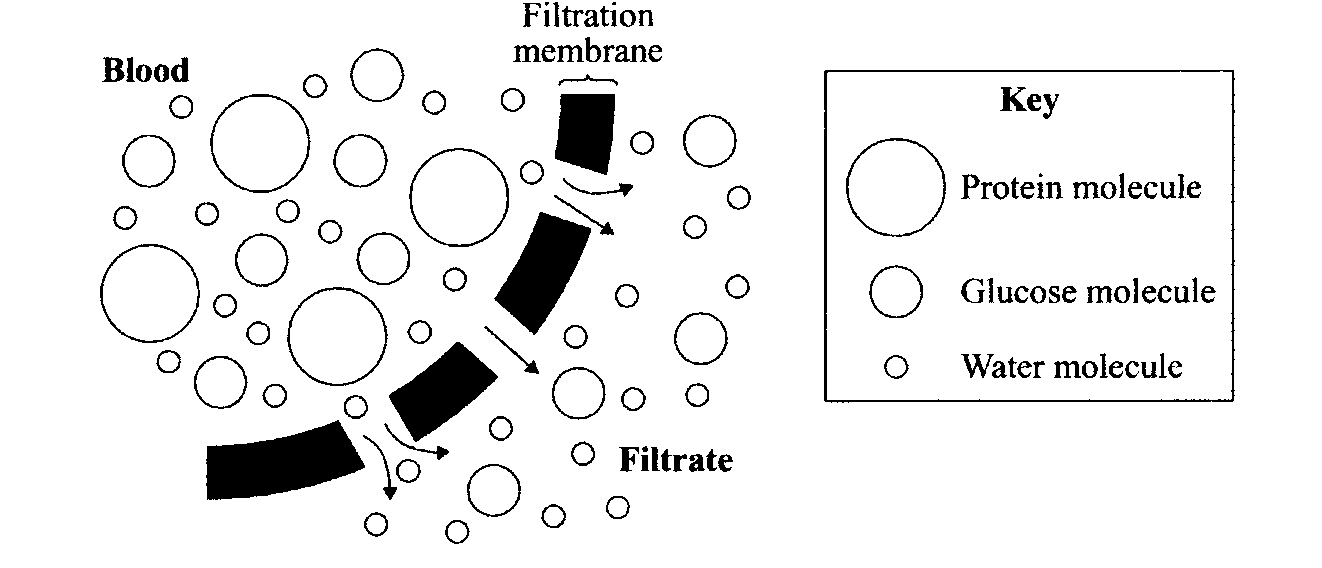 Filtration
membrane
Blood
Filtrate
Key
Protein molecule
Glucose molecule
Water molecule